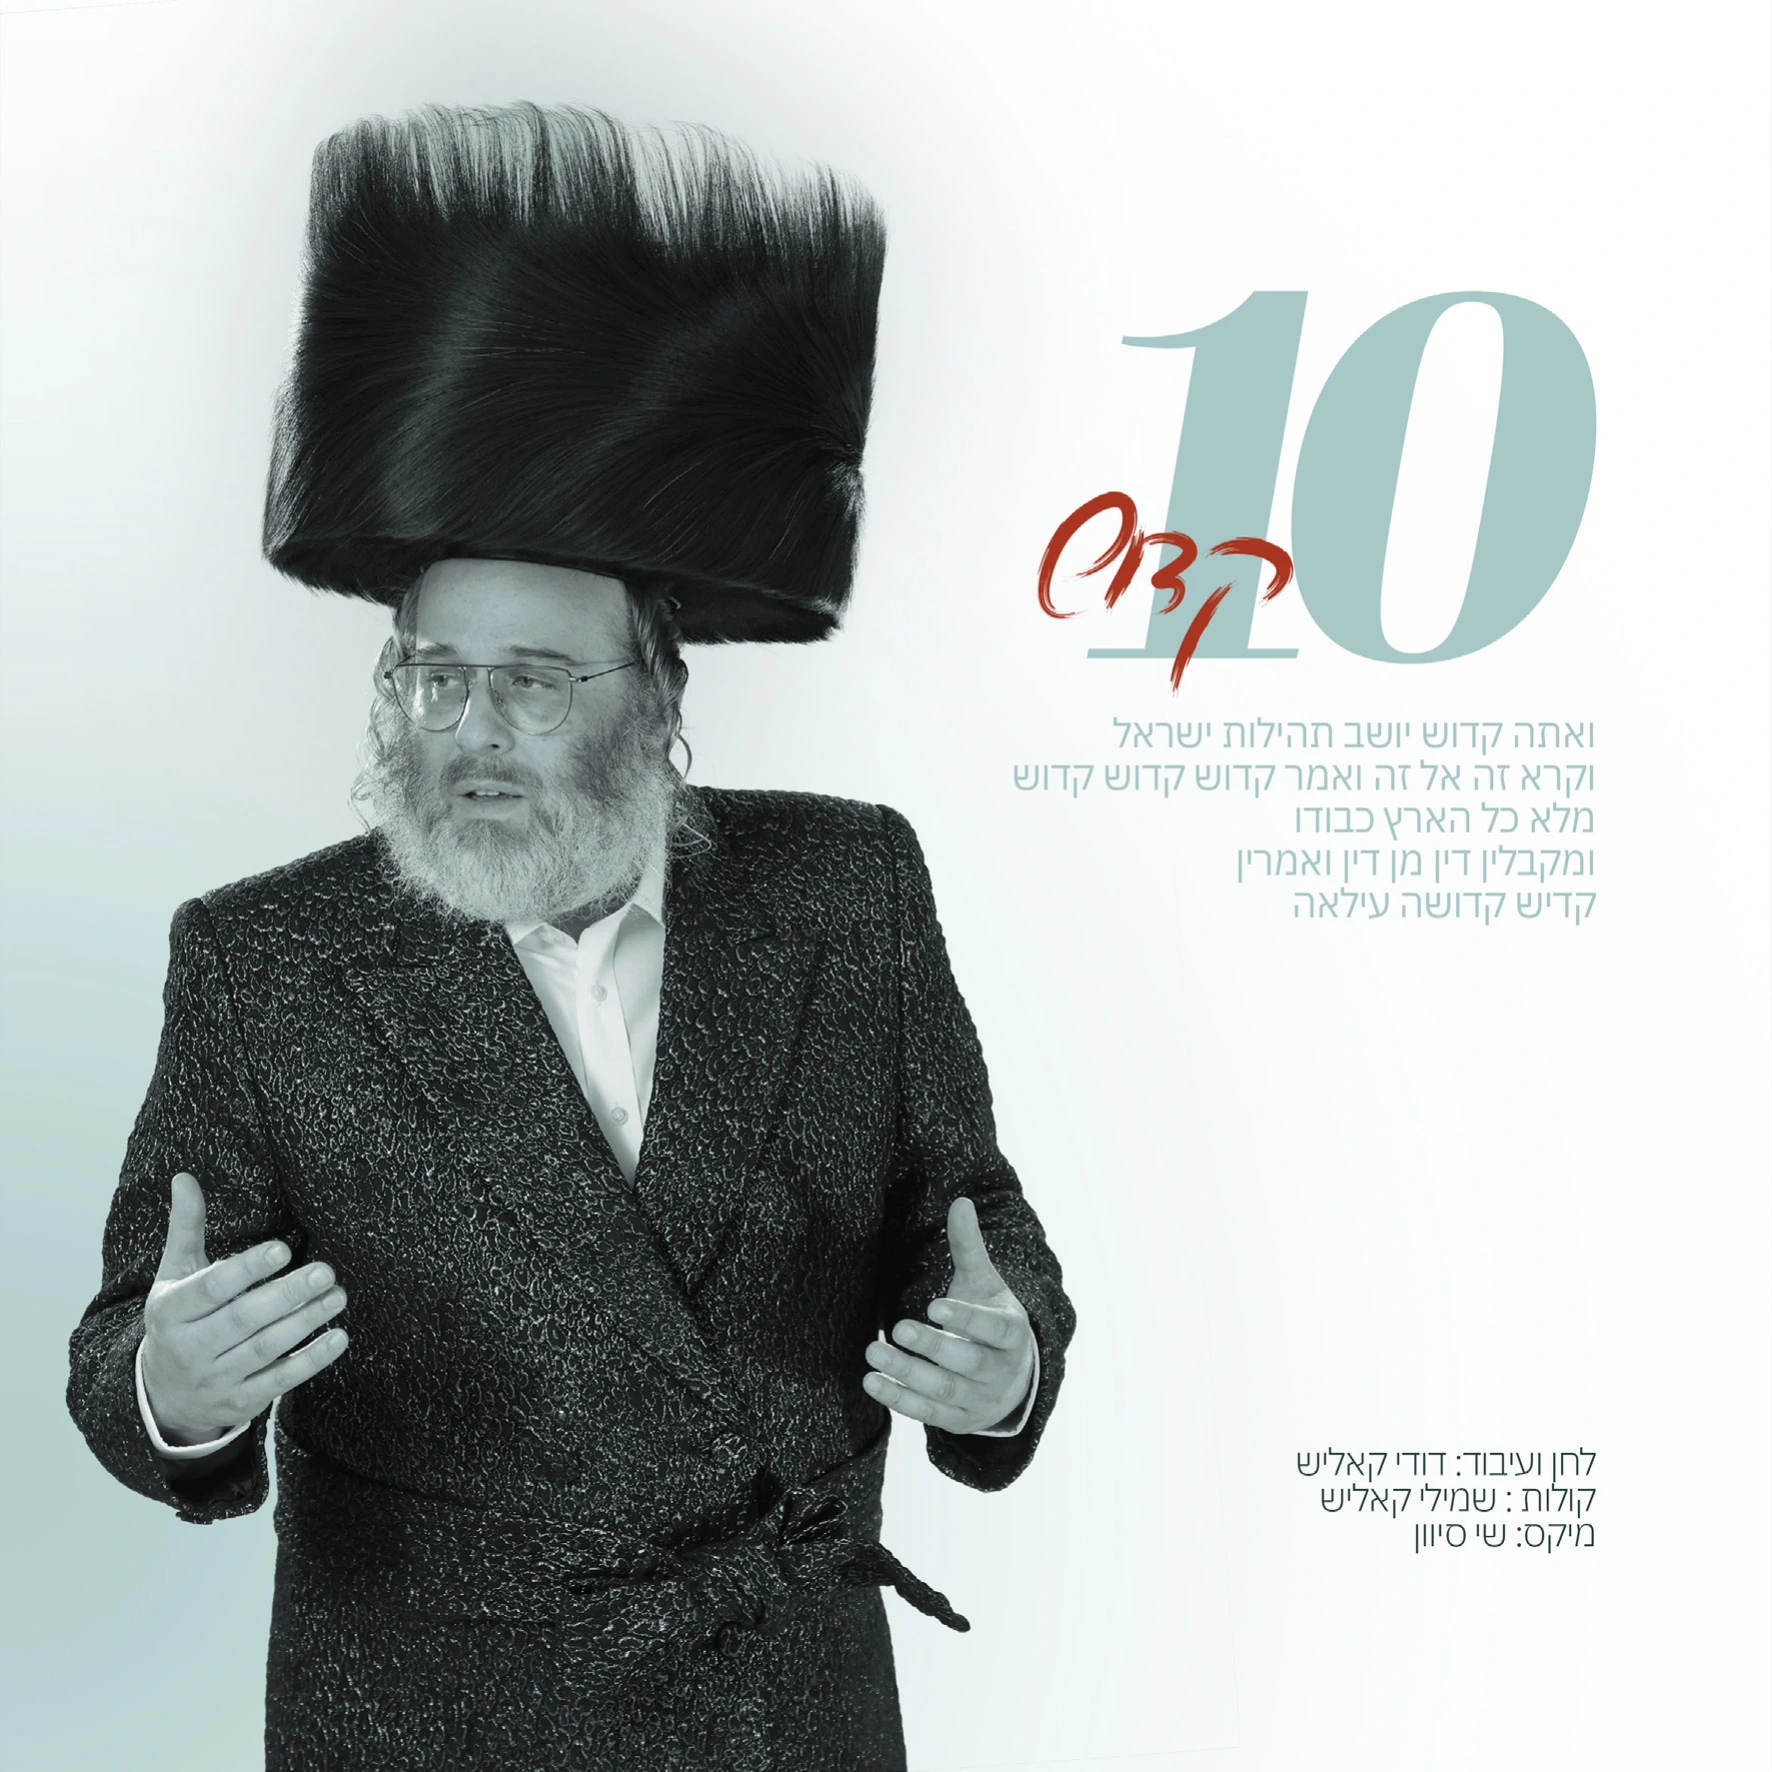 10
קדוש
ואתה קדוש יושב תהילות ישראל
וקרא זה אל זה ואמר קדוש קדוש קדוש
מלא כל הארץ כבודו
ומקבלין דין מן דין ואמרין
קדיש קדושה עילאה
לחן ועיבוד: דודי קאליש
קולות : שמילי קאליש
מיקס: שי סיוון